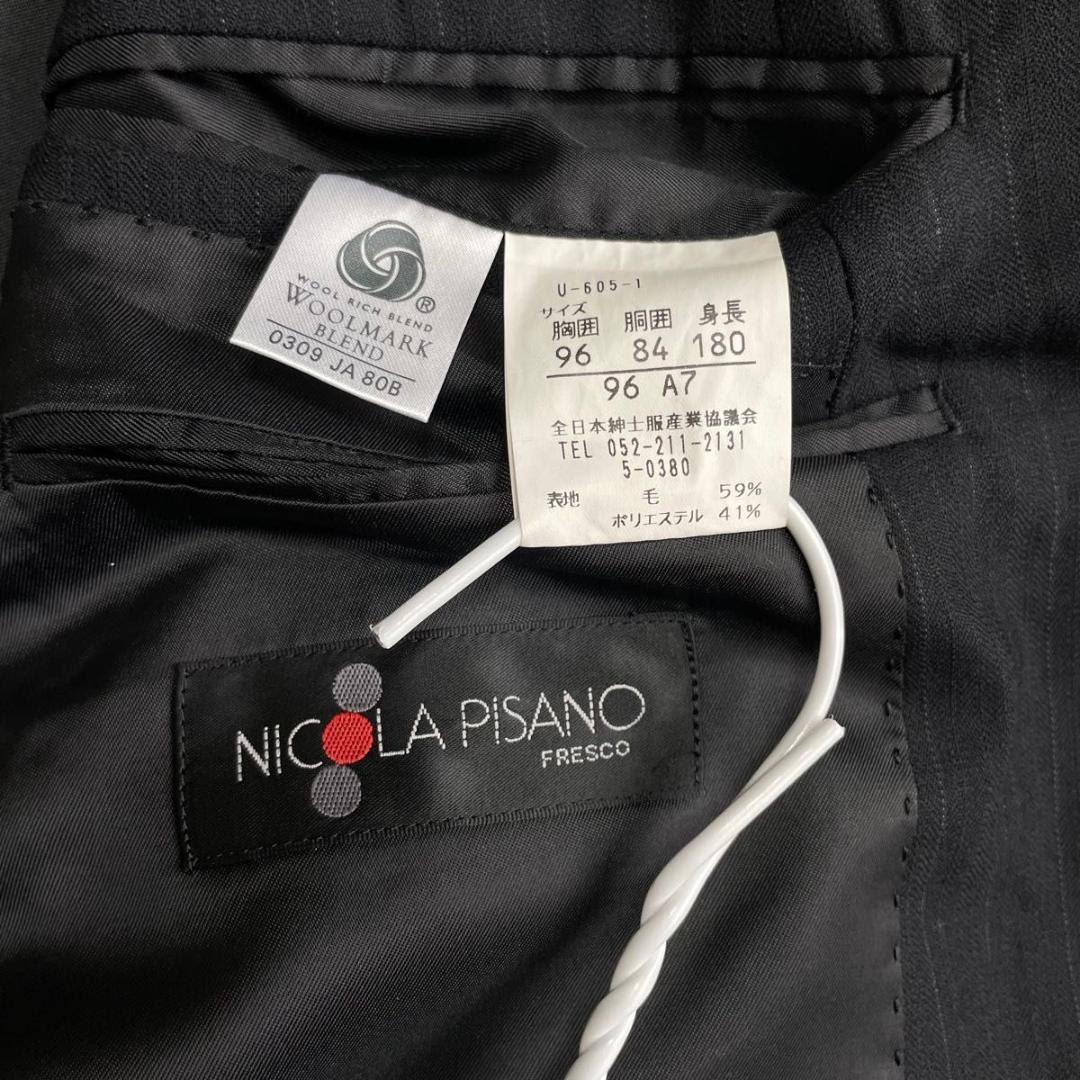 WOOL RICH BLEND
WOOLMARK
BLEND
0309 JA 80B
®
U-605-1
サイズ
胸囲 胴囲 身長
96 84 180
96 A7
全日本紳士服産業協議会
TEL 052-211-2131
5-0380
表地 毛 59%
ポリエステル 41%
NICOLA PISANO
FRESCO